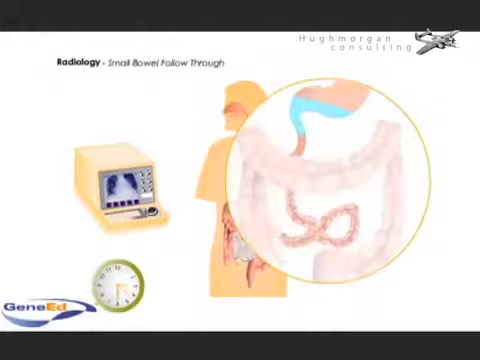 Hughmorgan
consulting
Radiology - Small Bowel Follow Through
GeneEd